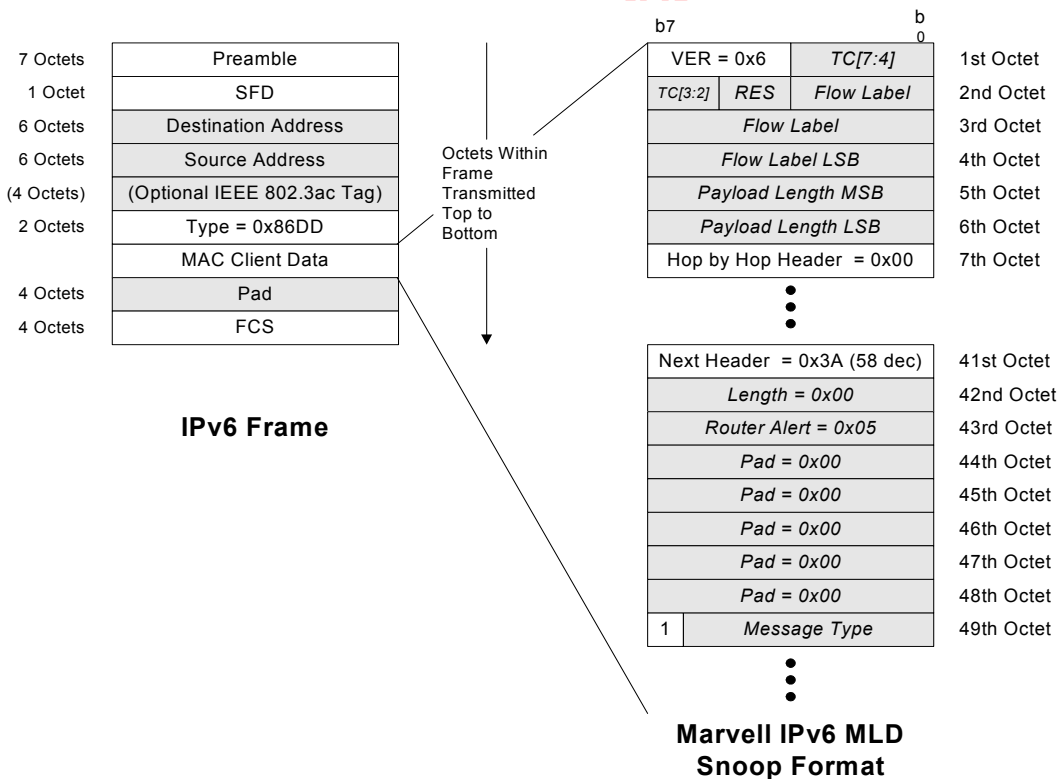 b7
b
0
7 Octets
Preamble
1 Octet
SFD
6 Octets
Destination Address
6 Octets
Source Address
(4 Octets)
(Optional IEEE 802.3ac Tag)
2 Octets
Type = 0x86DD
MAC Client Data
4 Octets
Pad
4 Octets
FCS
IPv6 Frame
Octets Within
Frame
Transmitted
Top to
Bottom
VER = 0x6
TC[7:4]
1st Octet
TC[3:2]
RES
Flow Label
2nd Octet
Flow Label
3rd Octet
Flow Label LSB
4th Octet
Payload Length MSB
5th Octet
Payload Length LSB
6th Octet
Hop by Hop Header = 0x00
7th Octet
Next Header = 0x3A (58 dec)
41st Octet
Length = 0x00
42nd Octet
Router Alert = 0x05
43rd Octet
Pad = 0x00
44th Octet
Pad = 0x00
45th Octet
Pad = 0x00
46th Octet
Pad = 0x00
47th Octet
Pad = 0x00
48th Octet
1
Message Type
49th Octet
Marvell IPv6 MLD
Snoop Format